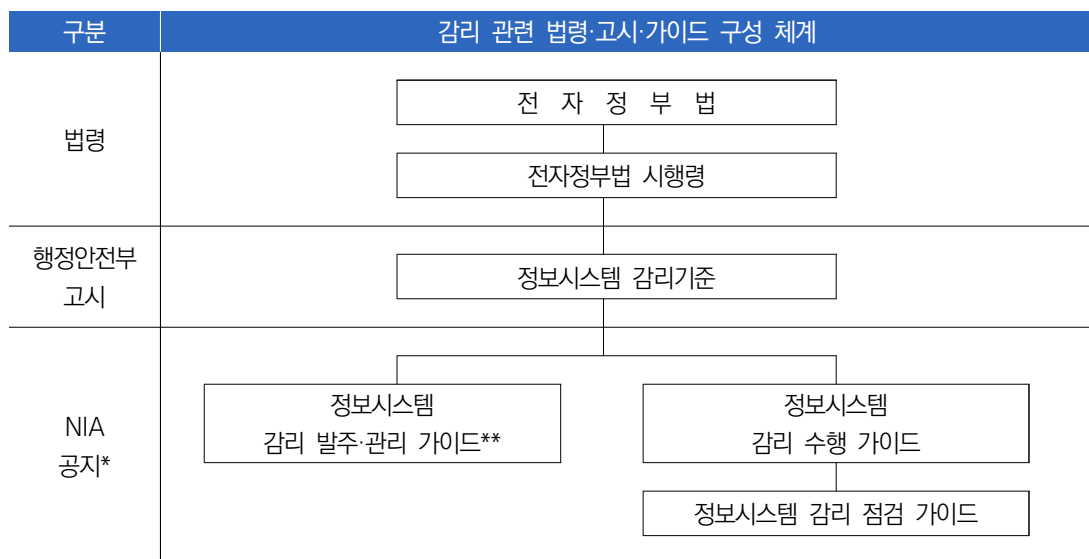 구분
감리 관련 법령·고시·가이드 구성 체계
법령
전 자 정 부 법
전자정부법 시행령
행정안전부
고시
정보시스템 감리기준
NIA
공지*
정보시스템
감리 발주·관리 가이드**
정보시스템
감리 수행 가이드
정보시스템 감리 점검 가이드